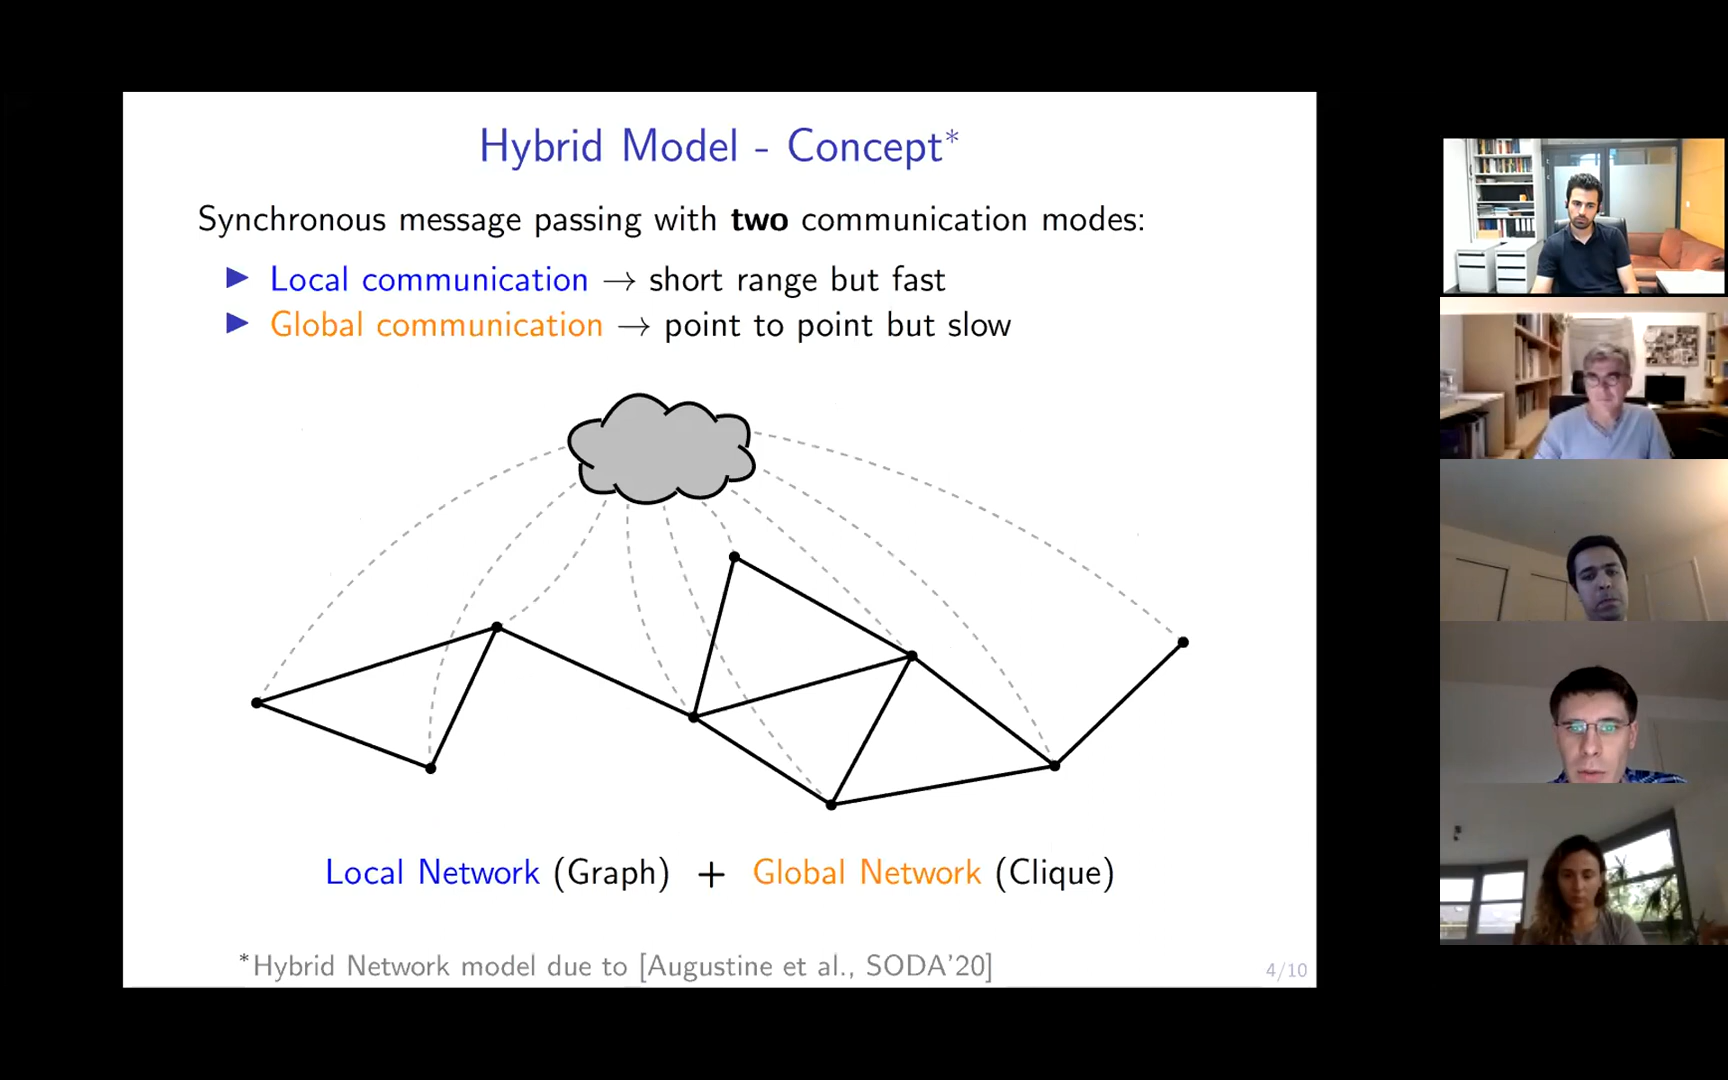 Hybrid Model - Concept*
Synchronous message passing with two communication modes:
▶ Local communication → short range but fast
▶ Global communication → point to point but slow
Local Network (Graph) + Global Network (Clique)
*Hybrid Network model due to [Augustine et al., SODA'20]
4/10